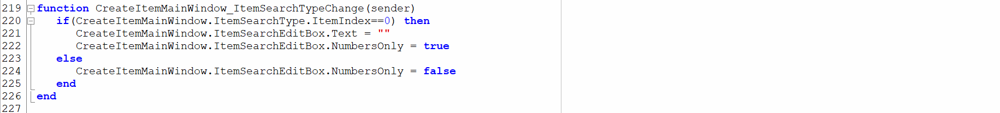 219 function CreateItemMainWindow_ItemSearchTypeChange(sender)
220    if(CreateItemMainWindow.ItemSearchType.ItemIndex==0) then
221       CreateItemMainWindow.ItemSearchEditBox.Text = ""
222       CreateItemMainWindow.ItemSearchEditBox.NumbersOnly = true
223    else
224       CreateItemMainWindow.ItemSearchEditBox.NumbersOnly = false
225    end
226 end
227